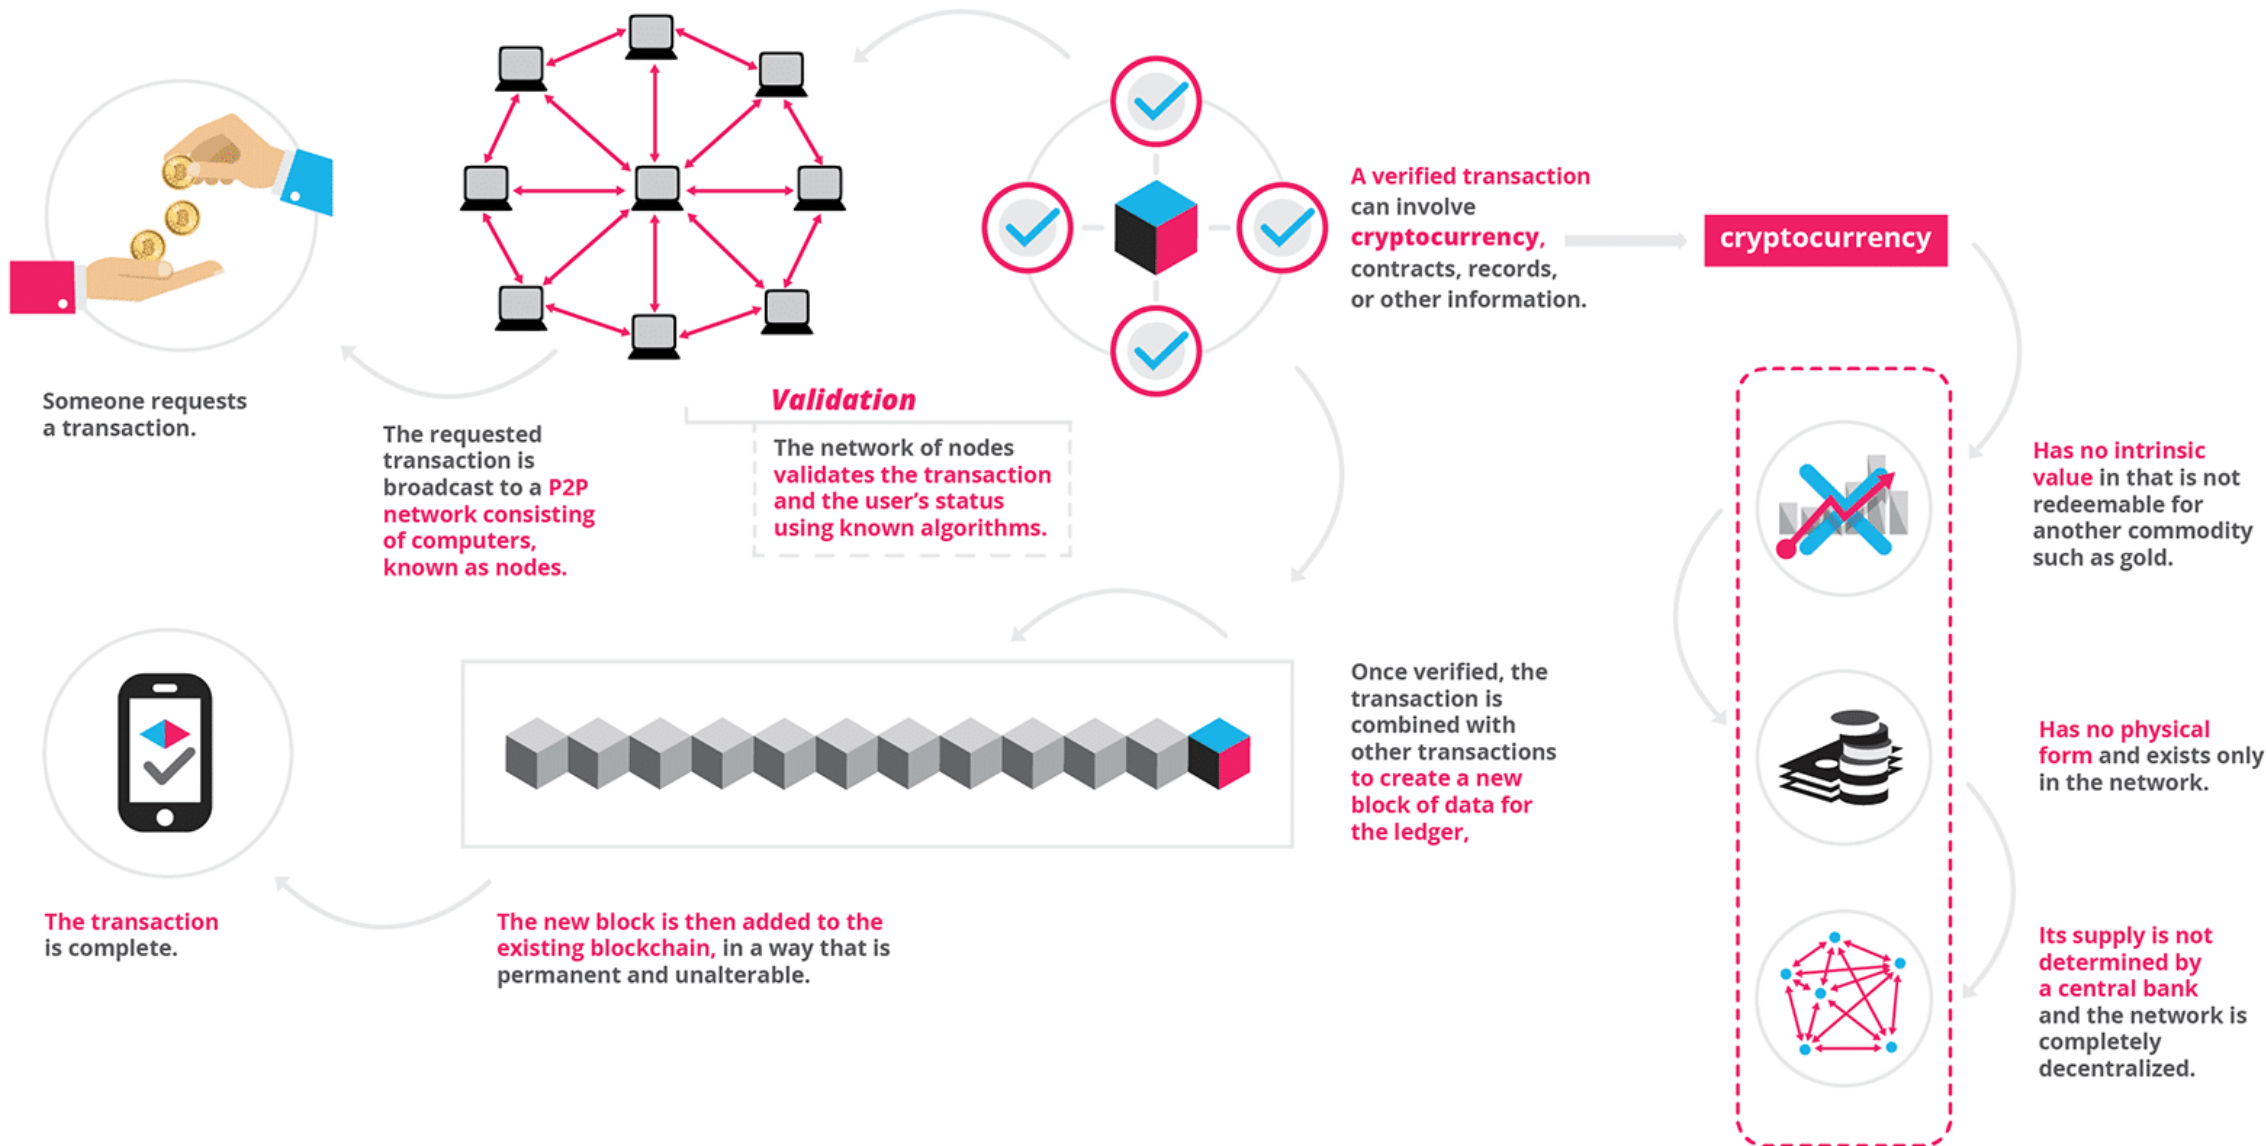 Someone requests
a transaction.
The requested
transaction is
broadcast to a P2P
network consisting
of computers,
known as nodes.
Validation
The network of nodes
validates the transaction
and the user's status
using known algorithms.
A verified transaction
can involve
cryptocurrency,
contracts, records,
or other information.
cryptocurrency
Has no intrinsic
value in that is not
redeemable for
another commodity
such as gold.
Has no physical
form and exists only
in the network.
Its supply is not
determined by
a central bank
and the network is
completely
decentralized.
Once verified, the
transaction is
combined with
other transactions
to create a new
block of data for
the ledger,
The new block is then added to the
existing blockchain, in a way that is
permanent and unalterable.
The transaction
is complete.